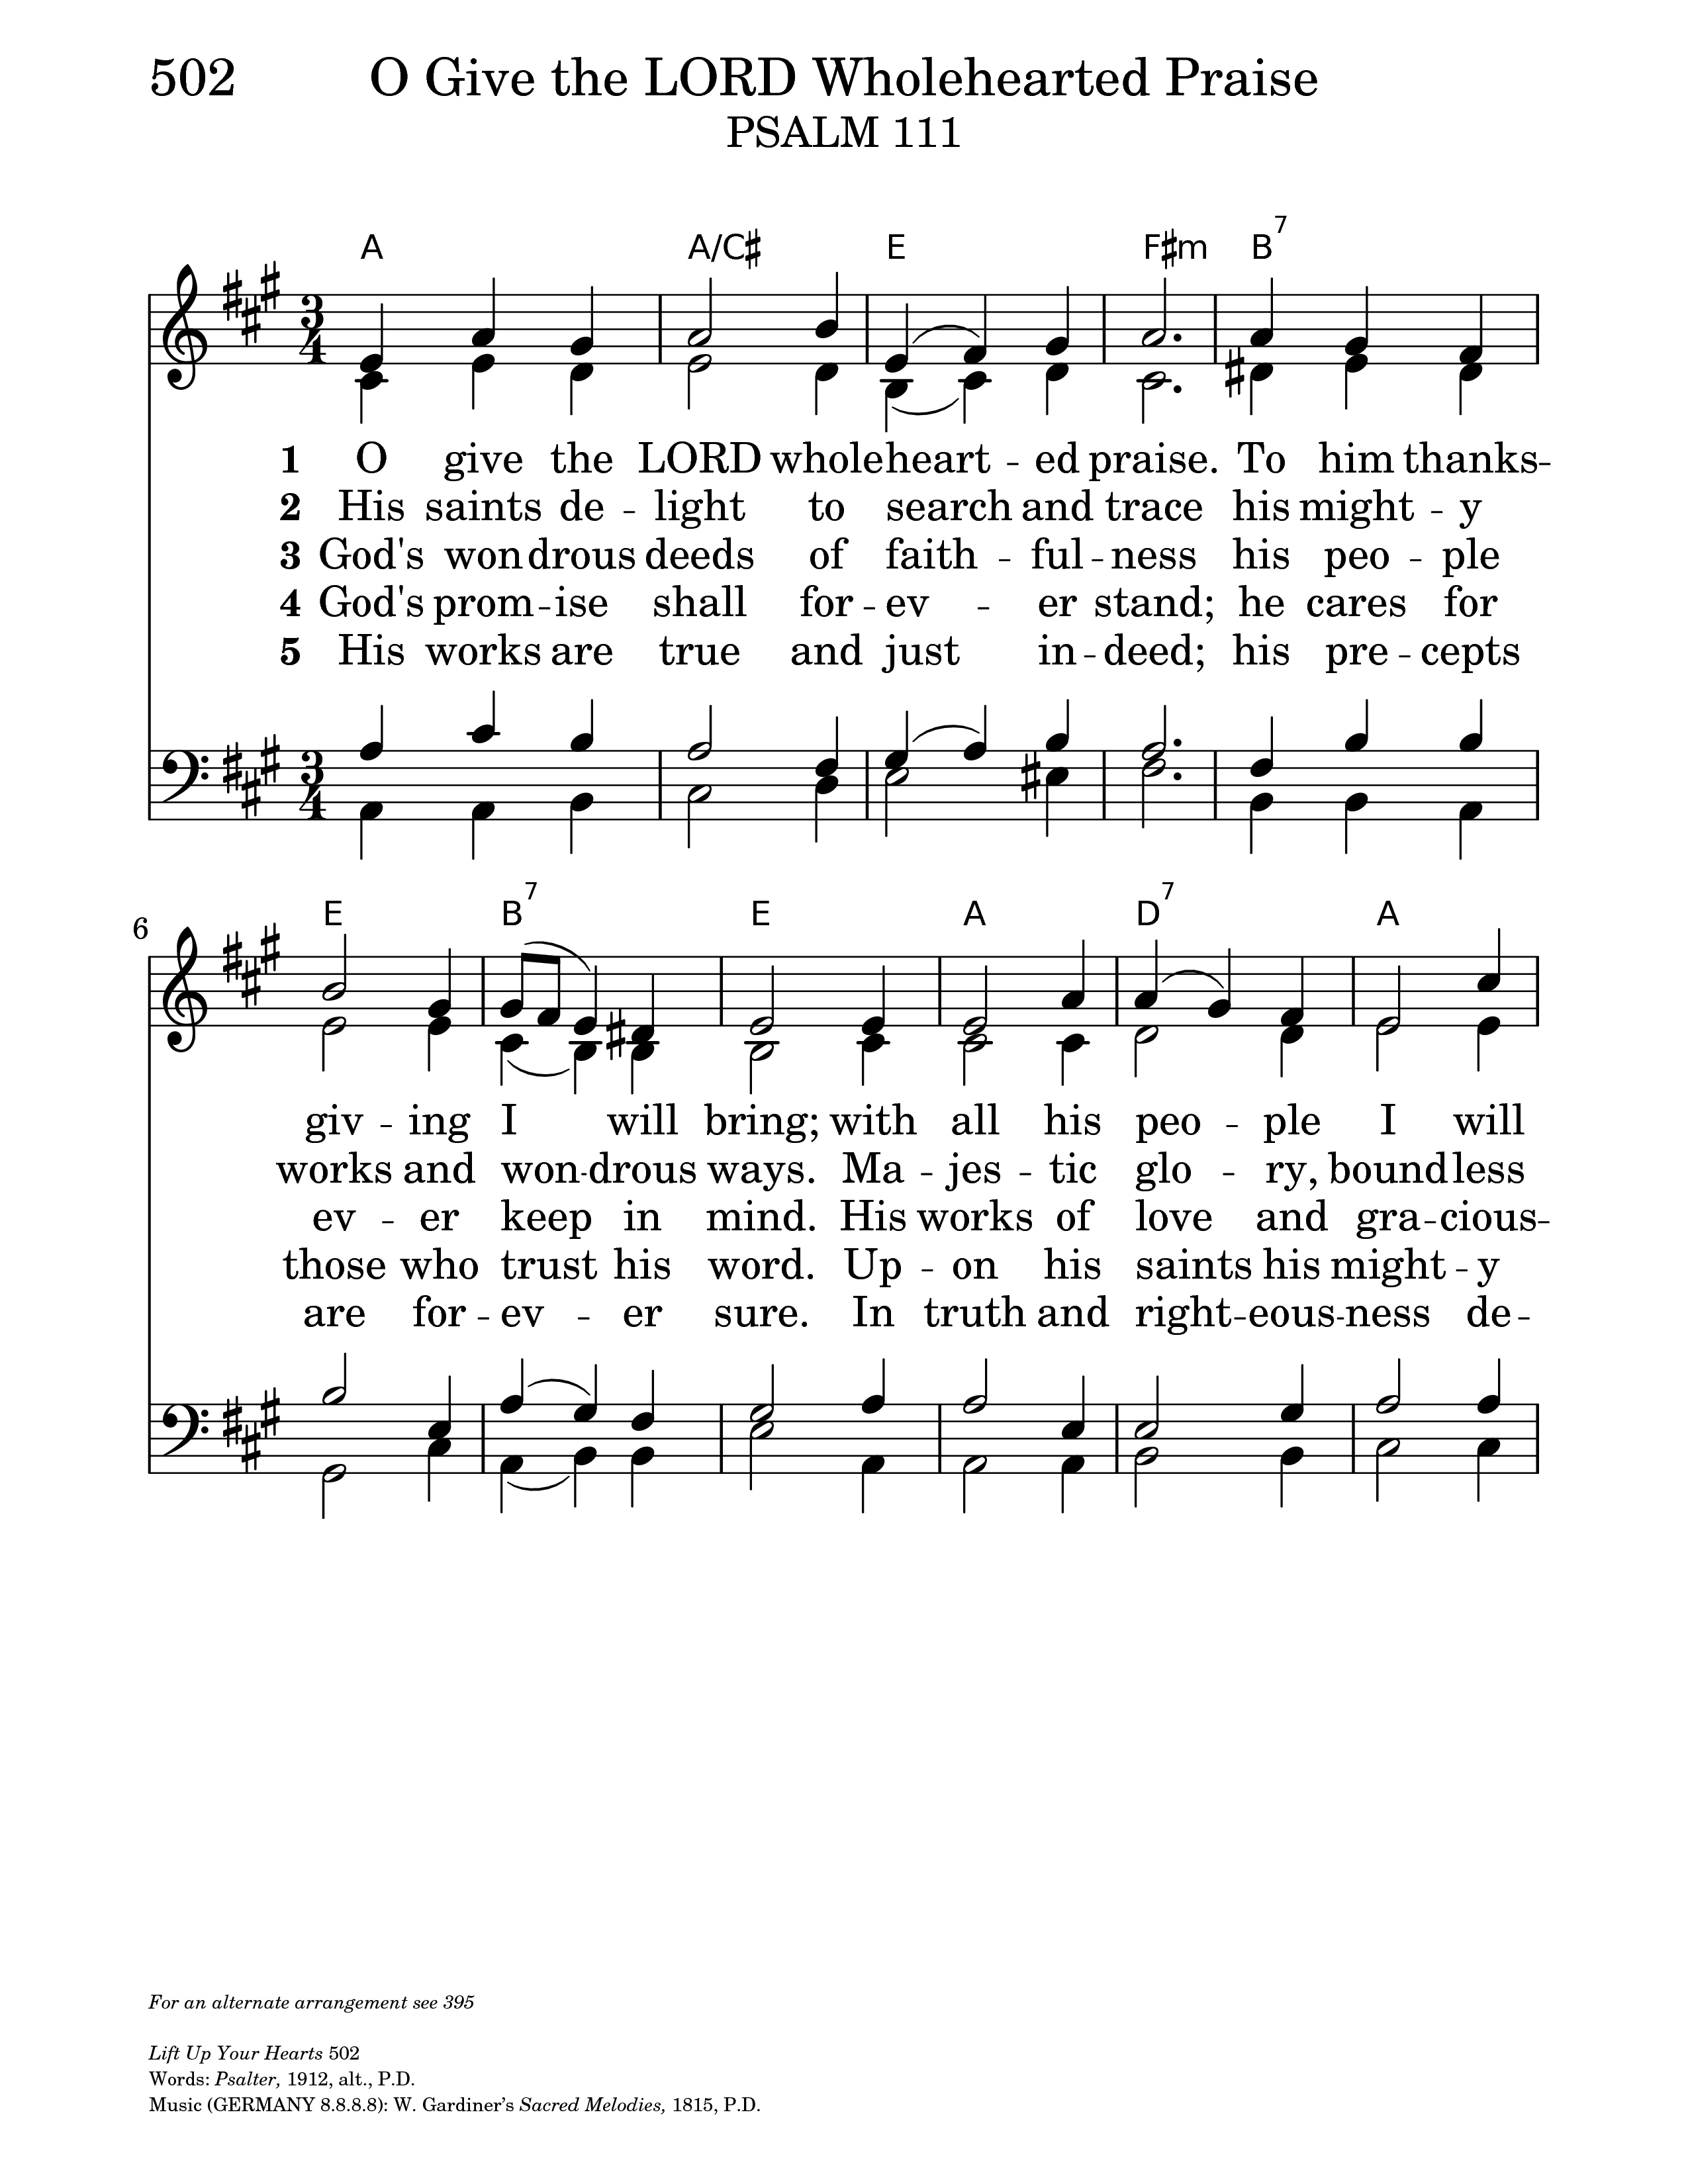 502 O Give the LORD Wholehearted Praise
PSALM 111
A A/C♯ E F♯m B7
3 4
1 O give the LORD wholeheart - ed praise. To him thanks -
2 His saints de - light to search and trace his might - y
3 God's won - drous deeds of faith - ful - ness his peo - ple
4 God's prom - ise shall for - ev - er stand; he cares for
5 His works are true and just in - deed; his pre - cepts
3 4
E B7 E A D7 A
6
giv - ing I will bring; with all his peo - ple I will
works and won - drous ways. Ma - jes - tic glo - ry, bound - less
ev - er keep in mind. His works of love and gra - cious -
those who trust his word. Up - on his saints his might - y
are for - ev - er sure. In truth and right - eous - ness de -
For an alternate arrangement see 395
Lift Up Your Hearts 502
Words: Psalter, 1912, alt., P.D.
Music (GERMANY 8.8.8.8): W. Gardiner’s Sacred Melodies, 1815, P.D.